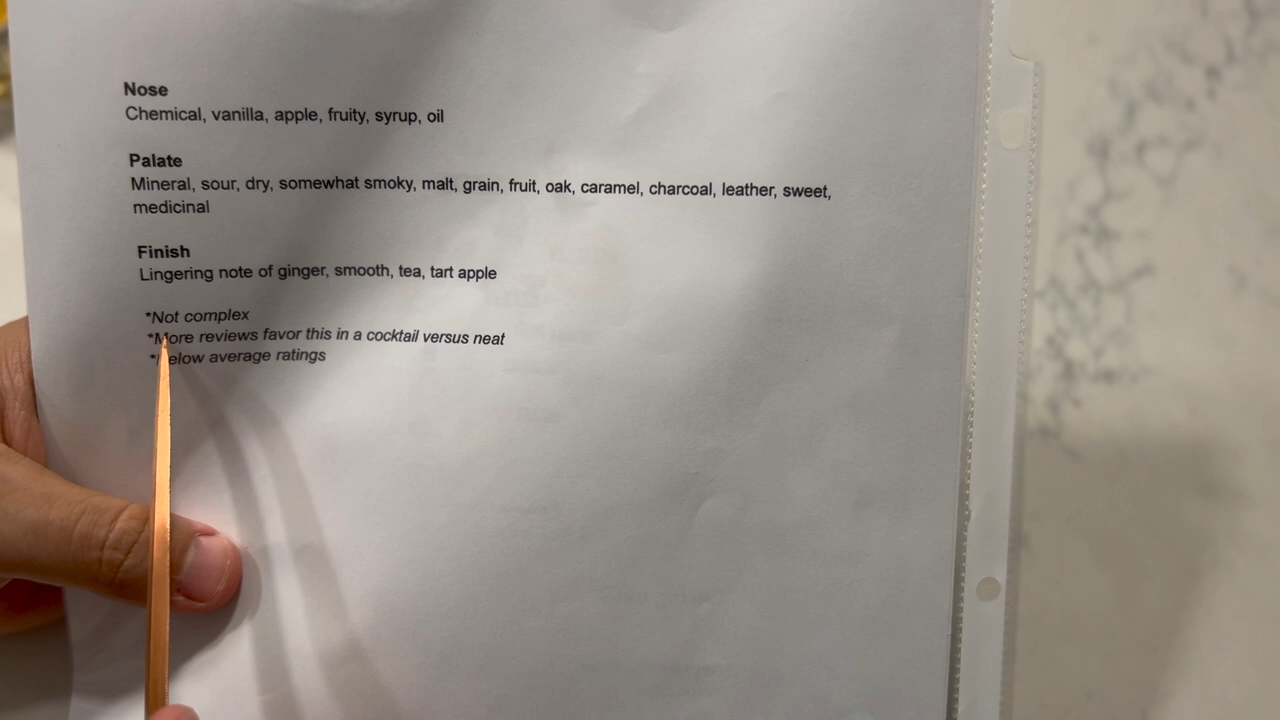 Nose
Chemical, vanilla, apple, fruity, syrup, oil
Palate
Mineral, sour, dry, somewhat smoky, malt, grain, fruit, oak, caramel, charcoal, leather, sweet,
medicinal
Finish
Lingering note of ginger, smooth, tea, tart apple
*Not complex
*More reviews favor this in a cocktail versus neat
*Below average ratings